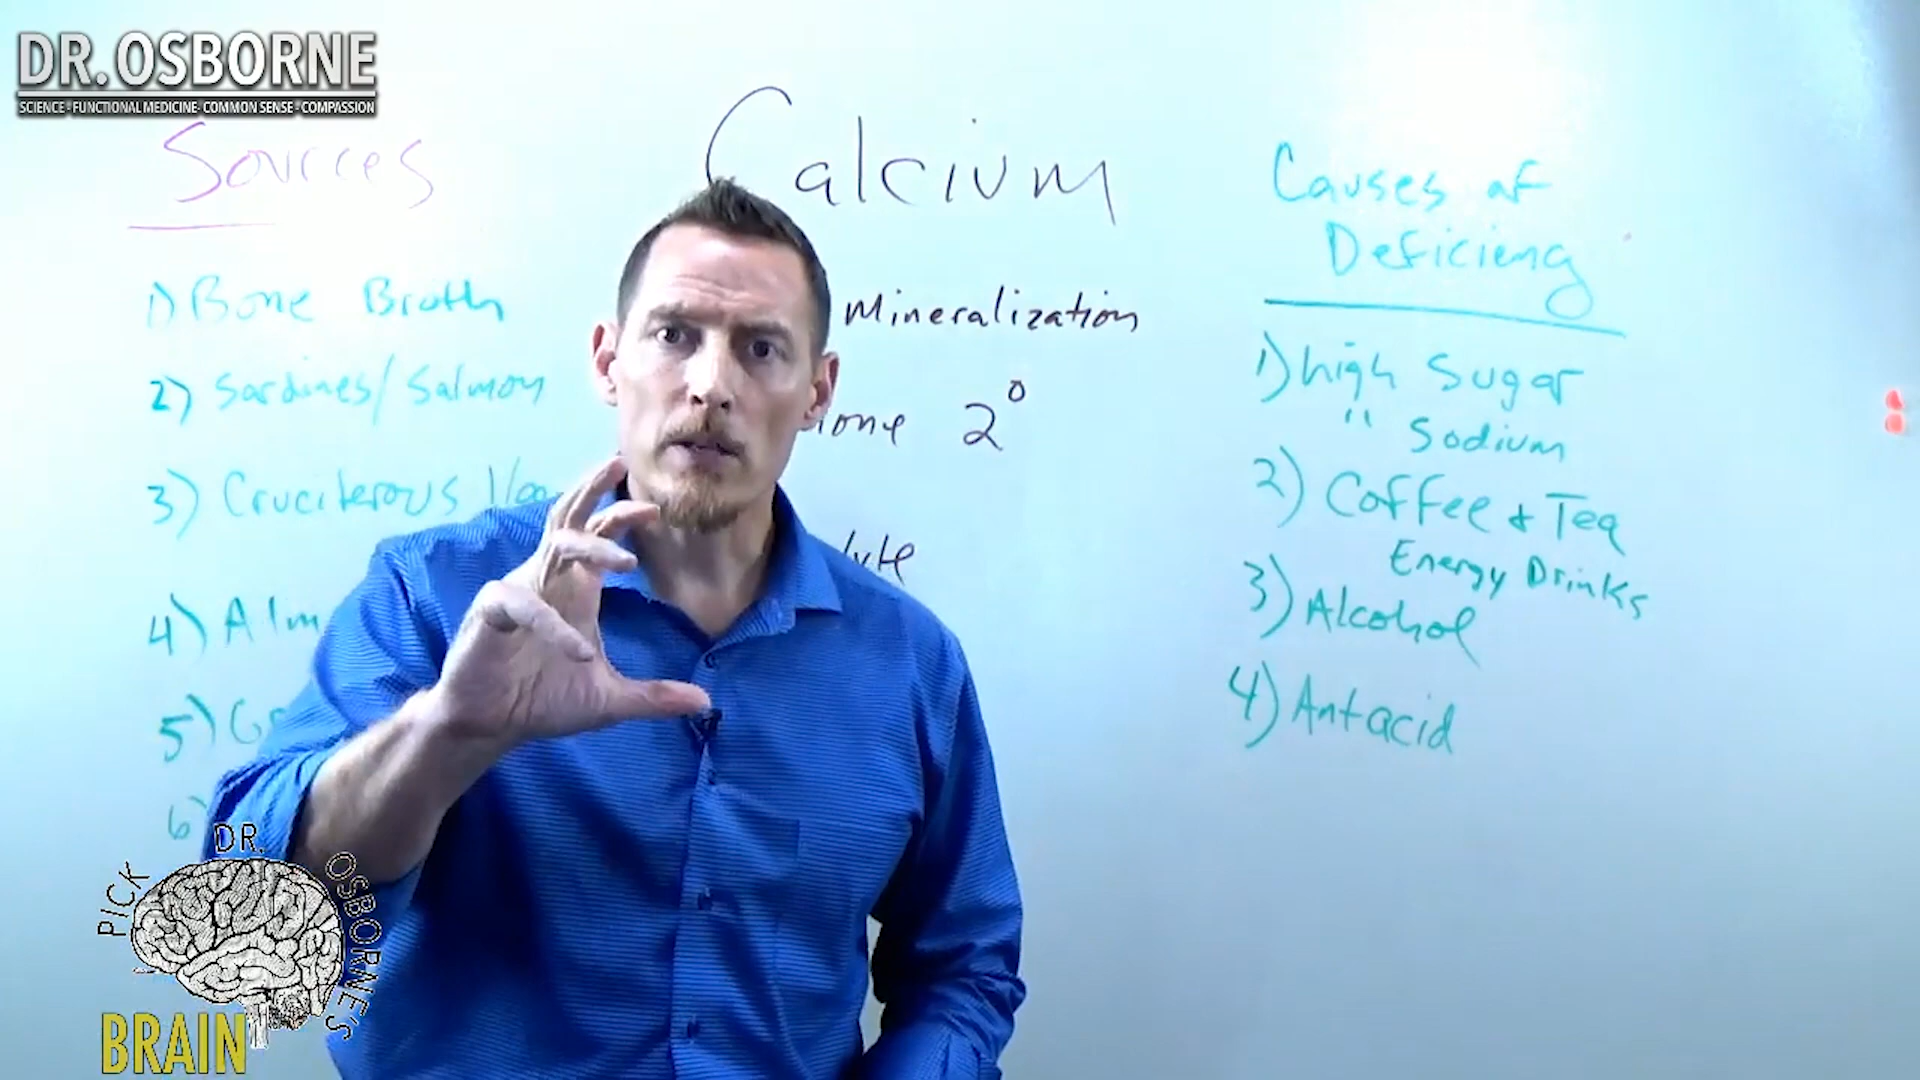 DR. OSBORNE
SCIENCE - FUNCTIONAL MEDICINE - COMMON SENSE - COMPASSION
Sources
1) Bone Broth
2) Sardines/Salmon
3) Cruciferous
4)
5)
6)
Calcium
Mineralization
2°
Causes of
Deficiency
1) high Sugar
" Sodium
2) Coffee & Tea
Energy Drinks
3) Alcohol
4) Antacid
PICK DR. OSBORNE'S
BRAIN